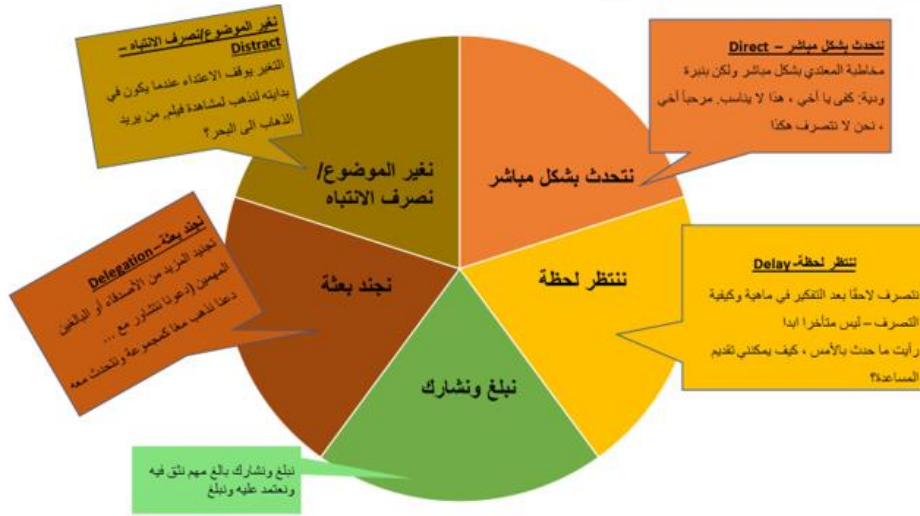 نتحدث بشكل مباشر – Direct
مخاطبة المعتدي بشكل مباشر ولكن بنبرة
ودية: كفى يا أخي ، هذا لا يناسب. مرحباً أخي
، نحن لا نتصرف هكذا
نتحدث بشكل مباشر
ننتظر لحظة-Delay
نتصرف لاحقا بعد التفكير في ماهية وكيفية
التصرف – ليس متأخرا ابدا
رأيت ما حدث بالأمس ، كيف يمكنني تقديم
المساعدة؟
ننتظر لحظة
نبلغ ونشارك
نبلغ ونشارك بالغ مهم نثق فيه
ونعتمد عليه ونبلغ
نجند بعثة–Delegation
تجنيد المزيد من الأصدقاء أو البالغين
المهمين (دعونا نتشاور مع ...
دعنا نذهب معا كمجموعة ونتحدث معه
نجند بعثة
نغير الموضوع/نصرف الانتباه –
Distract
التغير يوقف الاعتداء عندما يكون في
بدايته لنذهب لمشاهدة فيلم, من يريد
الذهاب الى البحر؟
نغير الموضوع/
نصرف الانتباه